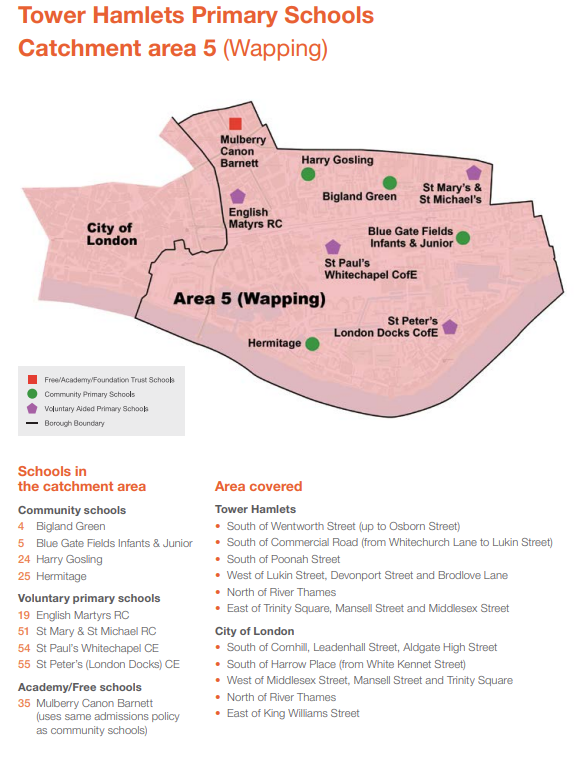 Tower Hamlets Primary Schools
Catchment area 5 (Wapping)
Mulberry
Canon
Barnett
Harry Gosling
Bigland Green
St Mary's &
St Michael's
English
Matyrs RC
City of
London
Blue Gate Fields
Infants & Junior
St Paul's
Whitechapel CofE
Area 5 (Wapping)
St Peter's
London Docks CofE
Hermitage
Free/Academy/Foundation Trust Schools
Community Primary Schools
Voluntary Aided Primary Schools
Borough Boundary
Schools in
the catchment area
Community schools
4 Bigland Green
5 Blue Gate Fields Infants & Junior
24 Harry Gosling
25 Hermitage
Voluntary primary schools
19 English Martyrs RC
51 St Mary & St Michael RC
54 St Paul's Whitechapel CE
55 St Peter's (London Docks) CE
Academy/Free schools
35 Mulberry Canon Barnett
(uses same admissions policy
as community schools)
Area covered
Tower Hamlets
• South of Wentworth Street (up to Osborn Street)
• South of Commercial Road (from Whitechurch Lane to Lukin Street)
• South of Poonah Street
• West of Lukin Street, Devonport Street and Brodlove Lane
• North of River Thames
• East of Trinity Square, Mansell Street and Middlesex Street
City of London
• South of Cornhill, Leadenhall Street, Aldgate High Street
• South of Harrow Place (from White Kennet Street)
• West of Middlesex Street, Mansell Street and Trinity Square
• North of River Thames
• East of King Williams Street